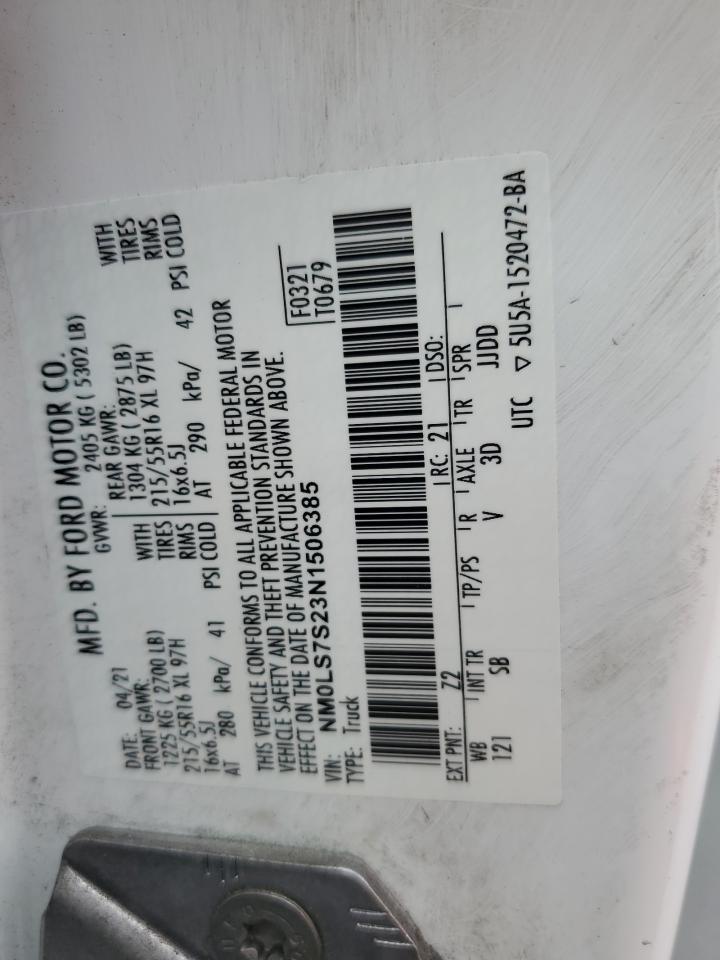 MFD. BY FORD MOTOR CO.
DATE: 04/21 GVWR: 2405 KG ( 5302 LB)
FRONT GAWR: REAR GAWR:
1225 KG ( 2700 LB) WITH 1304 KG ( 2875 LB) WITH
215/55R16 XL 97H TIRES 215/55R16 XL 97H TIRES
16x6.5J RIMS 16x6.5J RIMS
AT 280 kPa/ 41 PSI COLD AT 290 kPa/ 42 PSI COLD
THIS VEHICLE CONFORMS TO ALL APPLICABLE FEDERAL MOTOR
VEHICLE SAFETY AND THEFT PREVENTION STANDARDS IN
EFFECT ON THE DATE OF MANUFACTURE SHOWN ABOVE.
VIN: NM0LS7S23N1506385 F0321
TYPE: Truck T0679
EXT PNT: Z2 RC: 21 DSO:
WB INT TR TP/PS R AXLE TR SPR
121 SB V 3D JJDD
UTC ▽ 5U5A-1520472-BA